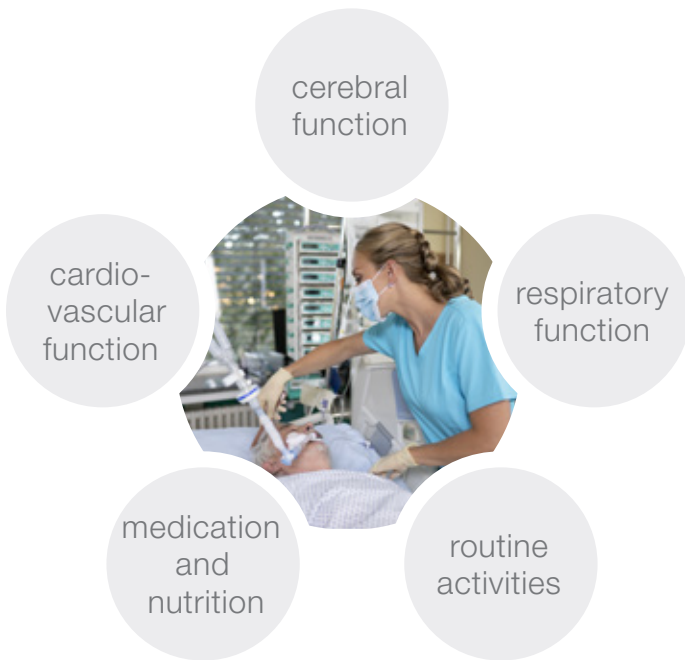 cerebral
function
respiratory
function
routine
activities
medication
and
nutrition
cardio-
vascular
function